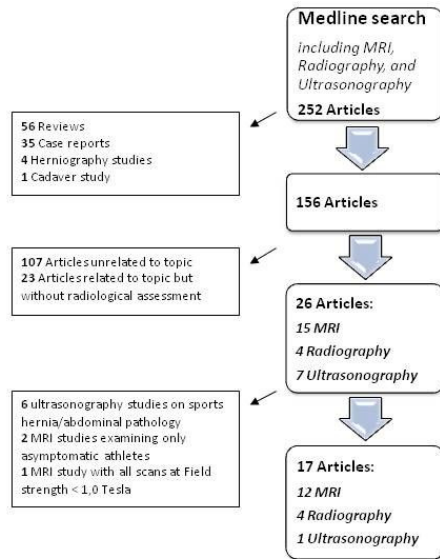 Medline search
including MRI,
Radiography, and
Ultrasonography
252 Articles
56 Reviews
35 Case reports
4 Herniography studies
1 Cadaver study
156 Articles
107 Articles unrelated to topic
23 Articles related to topic but
without radiological assessment
26 Articles:
15 MRI
4 Radiography
7 Ultrasonography
6 ultrasonography studies on sports
hernia/abdominal pathology
2 MRI studies examining only
asymptomatic athletes
1 MRI study with all scans at Field
strength < 1,0 Tesla
17 Articles:
12 MRI
4 Radiography
1 Ultrasonography